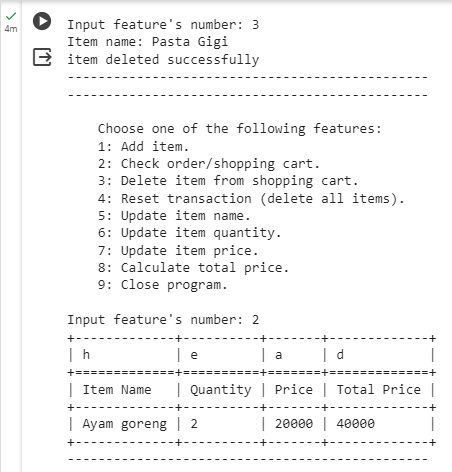 4m
Input feature's number: 3
Item name: Pasta Gigi
item deleted successfully
------------------------------------------------
------------------------------------------------
Choose one of the following features:
1: Add item.
2: Check order/shopping cart.
3: Delete item from shopping cart.
4: Reset transaction (delete all items).
5: Update item name.
6: Update item quantity.
7: Update item price.
8: Calculate total price.
9: Close program.
Input feature's number: 2
+--------------+------------+---------+---------------+
| h            | e          | a       | d             |
+==============+============+=========+===============+
| Item Name    | Quantity   | Price   | Total Price   |
+--------------+------------+---------+---------------+
| Ayam goreng  | 2          | 20000   | 40000         |
+--------------+------------+---------+---------------+
------------------------------------------------